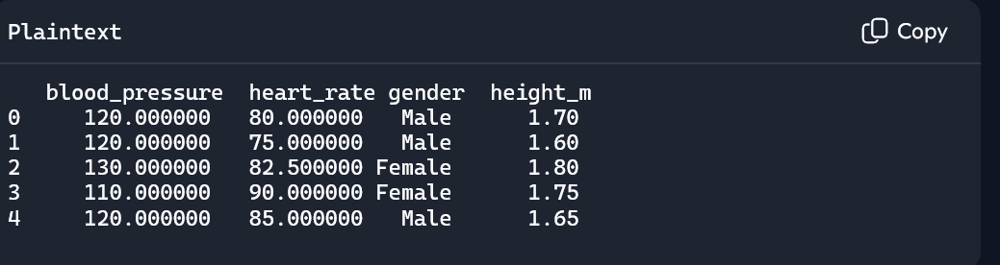 Plaintext
Copy
blood_pressure heart_rate gender height_m
0 120.000000 80.000000 Male 1.70
1 120.000000 75.000000 Male 1.60
2 130.000000 82.500000 Female 1.80
3 110.000000 90.000000 Female 1.75
4 120.000000 85.000000 Male 1.65